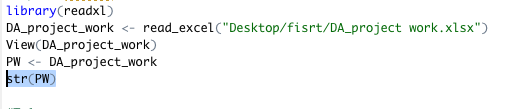 library(readxl)
DA_project_work <- read_excel("Desktop/fisrt/DA_project work.xlsx")
View(DA_project_work)
PW <- DA_project_work
str(PW)